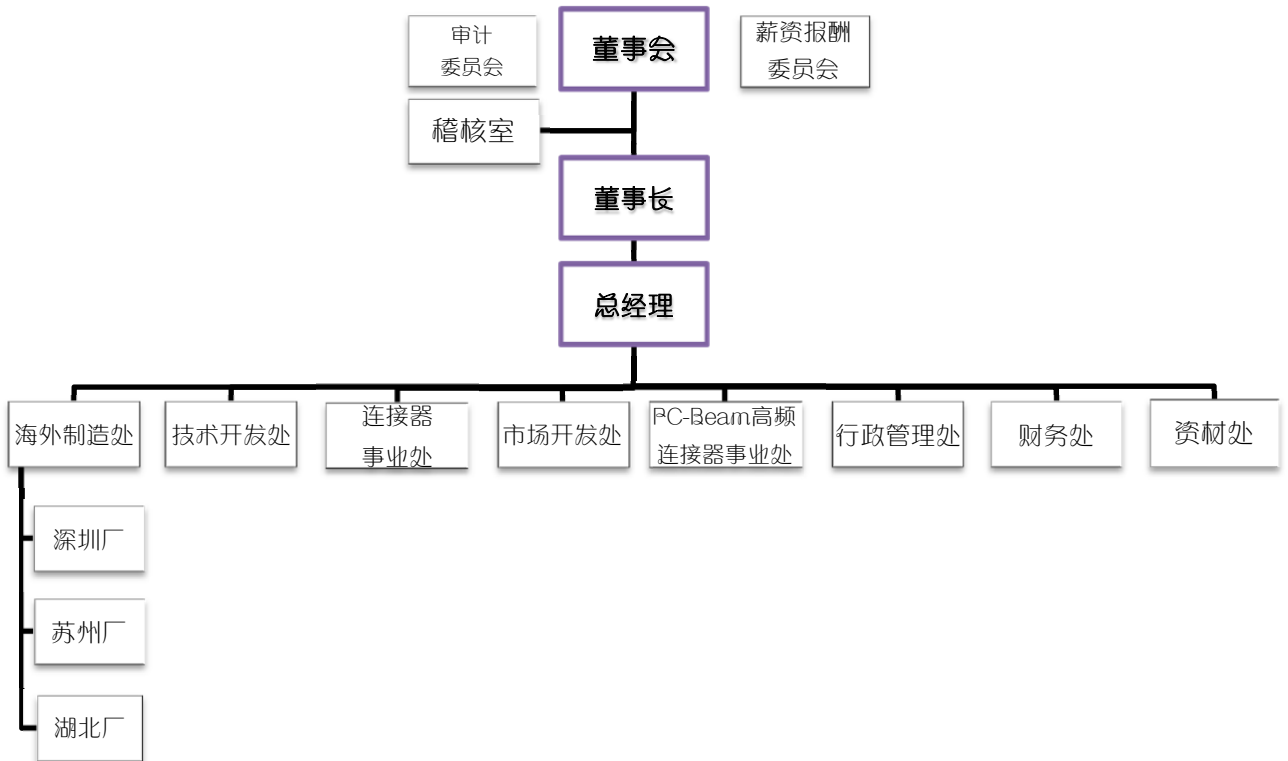 审计
委员会
董事会
薪资报酬
委员会
稽核室
董事长
总经理
海外制造处
技术开发处
连接器
事业处
市场开发处
PC-Beam高频
连接器事业处
行政管理处
财务处
资材处
深圳厂
苏州厂
湖北厂